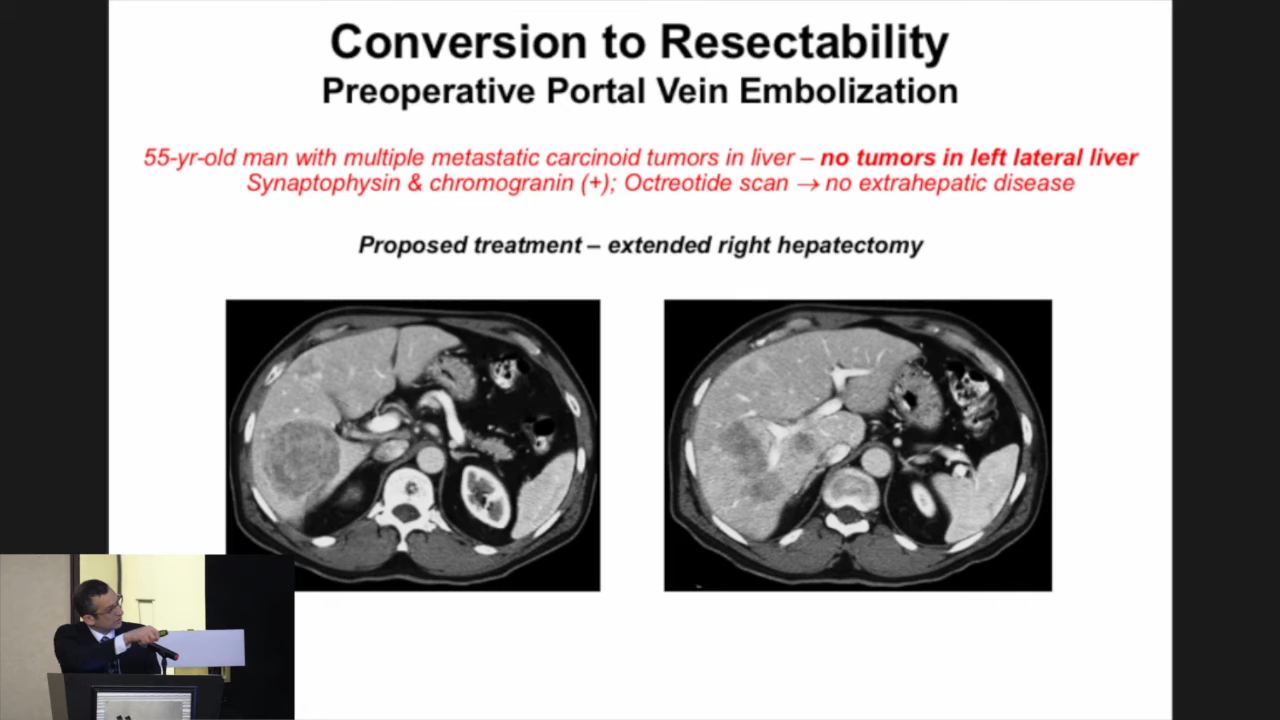 Conversion to Resectability
Preoperative Portal Vein Embolization
55-yr-old man with multiple metastatic carcinoid tumors in liver – no tumors in left lateral liver
Synaptophysin & chromogranin (+); Octreotide scan → no extrahepatic disease
Proposed treatment – extended right hepatectomy